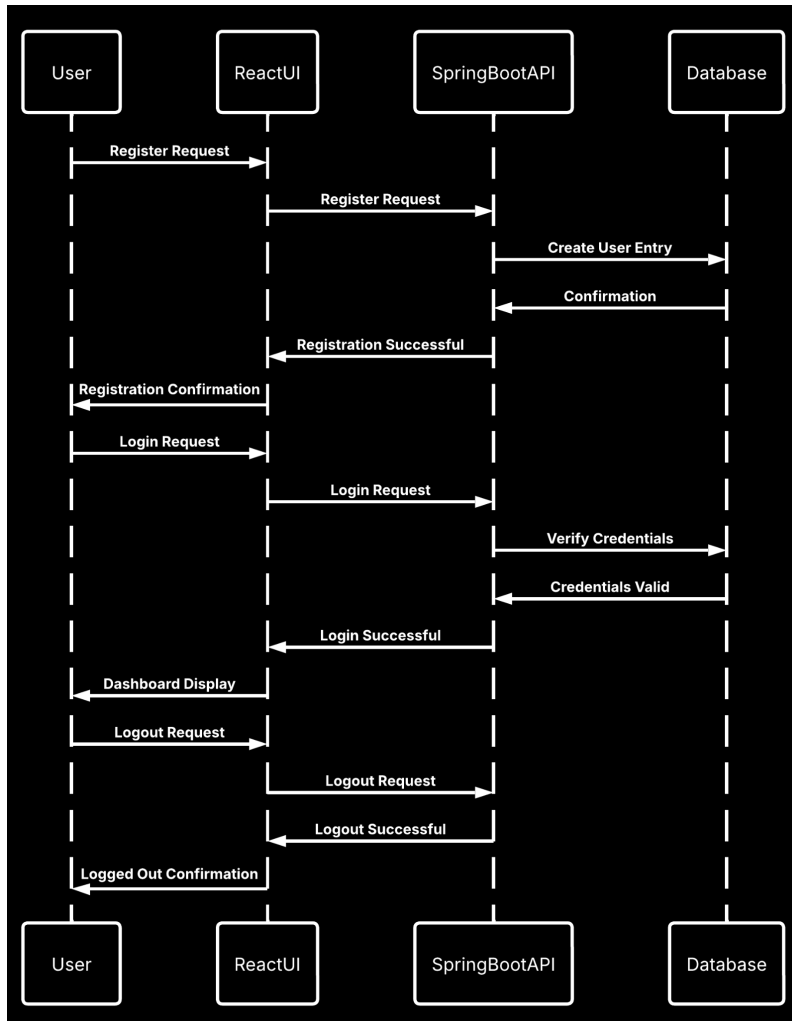 User
ReactUI
SpringBootAPI
Database
Register Request
Register Request
Create User Entry
Confirmation
Registration Successful
Registration Confirmation
Login Request
Login Request
Verify Credentials
Credentials Valid
Login Successful
Dashboard Display
Logout Request
Logout Request
Logout Successful
Logged Out Confirmation
User
ReactUI
SpringBootAPI
Database